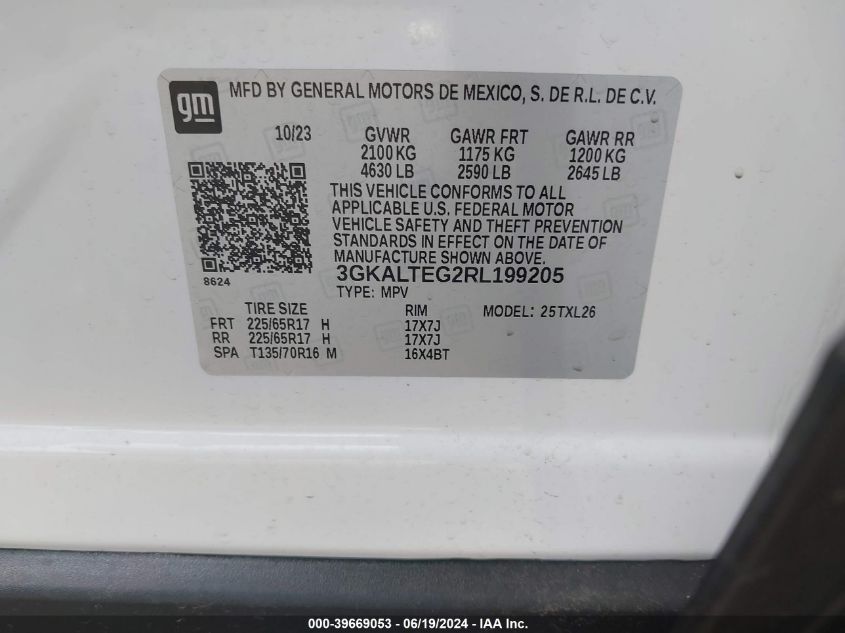 gm
MFD BY GENERAL MOTORS DE MEXICO, S. DE R.L. DE C.V.
10/23 GVWR GAWR FRT GAWR RR
2100 KG 1175 KG 1200 KG
4630 LB 2590 LB 2645 LB
THIS VEHICLE CONFORMS TO ALL
APPLICABLE U.S. FEDERAL MOTOR
VEHICLE SAFETY AND THEFT PREVENTION
STANDARDS IN EFFECT ON THE DATE OF
MANUFACTURE SHOWN ABOVE.
8624
3GKALTEG2RL199205
TYPE: MPV
TIRE SIZE RIM MODEL: 25TXL26
FRT 225/65R17 H 17X7J
RR 225/65R17 H 17X7J
SPA T135/70R16 M 16X4BT
000-39669053 - 06/19/2024 - IAA Inc.